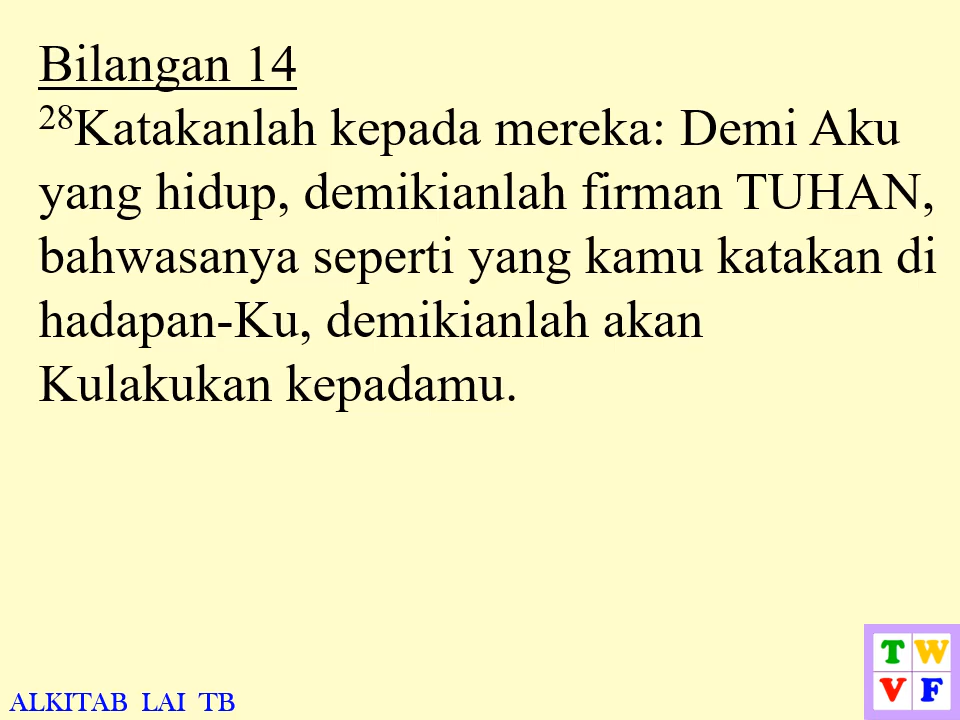 Bilangan 14
28Katakanlah kepada mereka: Demi Aku
yang hidup, demikianlah firman TUHAN,
bahwasanya seperti yang kamu katakan di
hadapan-Ku, demikianlah akan
Kulakukan kepadamu.
T W
V F
ALKITAB LAI TB